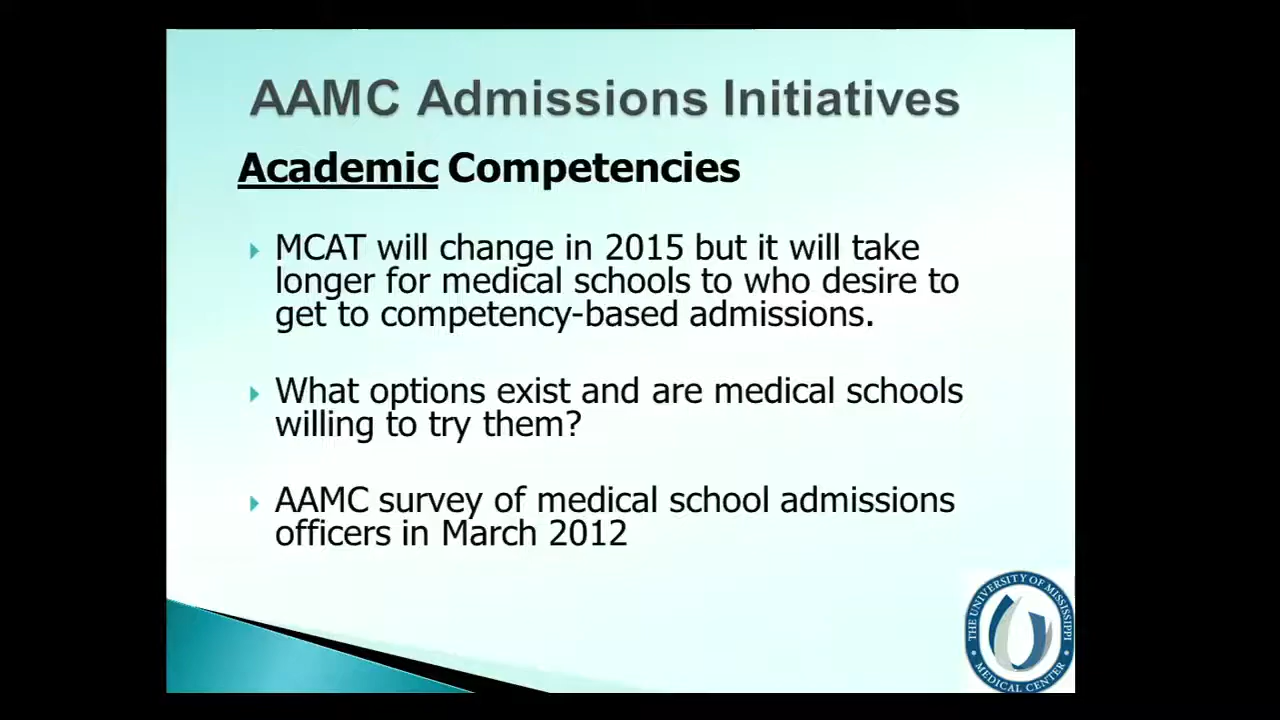 AAMC Admissions Initiatives
Academic Competencies
MCAT will change in 2015 but it will take
longer for medical schools to who desire to
get to competency-based admissions.
What options exist and are medical schools
willing to try them?
AAMC survey of medical school admissions
officers in March 2012
THE UNIVERSITY OF MISSISSIPPI
MEDICAL CENTER